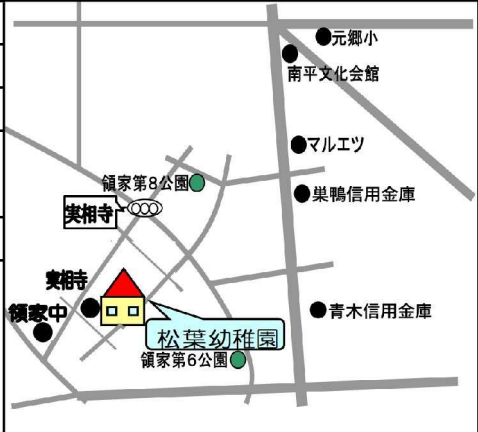 元郷小
南平文化会館
マルエツ
領家第8公園
巣鴨信用金庫
実相寺
実相寺
領家中
青木信用金庫
松葉幼稚園
領家第6公園